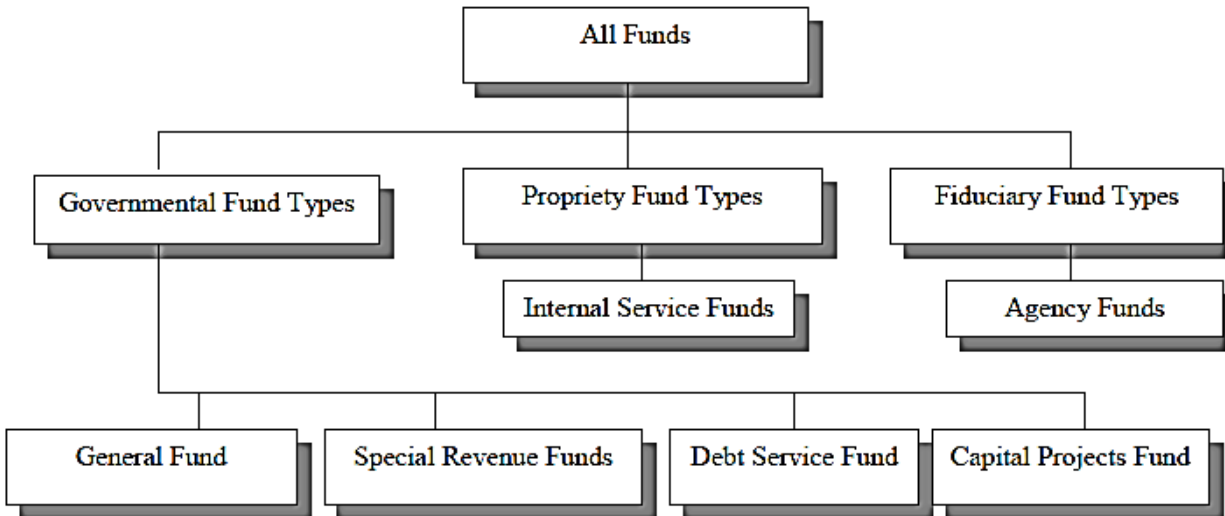 All Funds
Governmental Fund Types
Propriety Fund Types
Fiduciary Fund Types
Internal Service Funds
Agency Funds
General Fund
Special Revenue Funds
Debt Service Fund
Capital Projects Fund